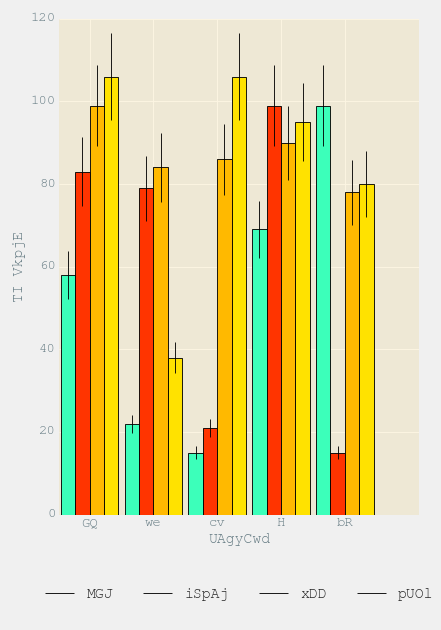 120
100
80
60
40
20
0
TI VkpjE
GQ we cv H bR
UAgyCwd
MGJ iSpAj xDD pUOl